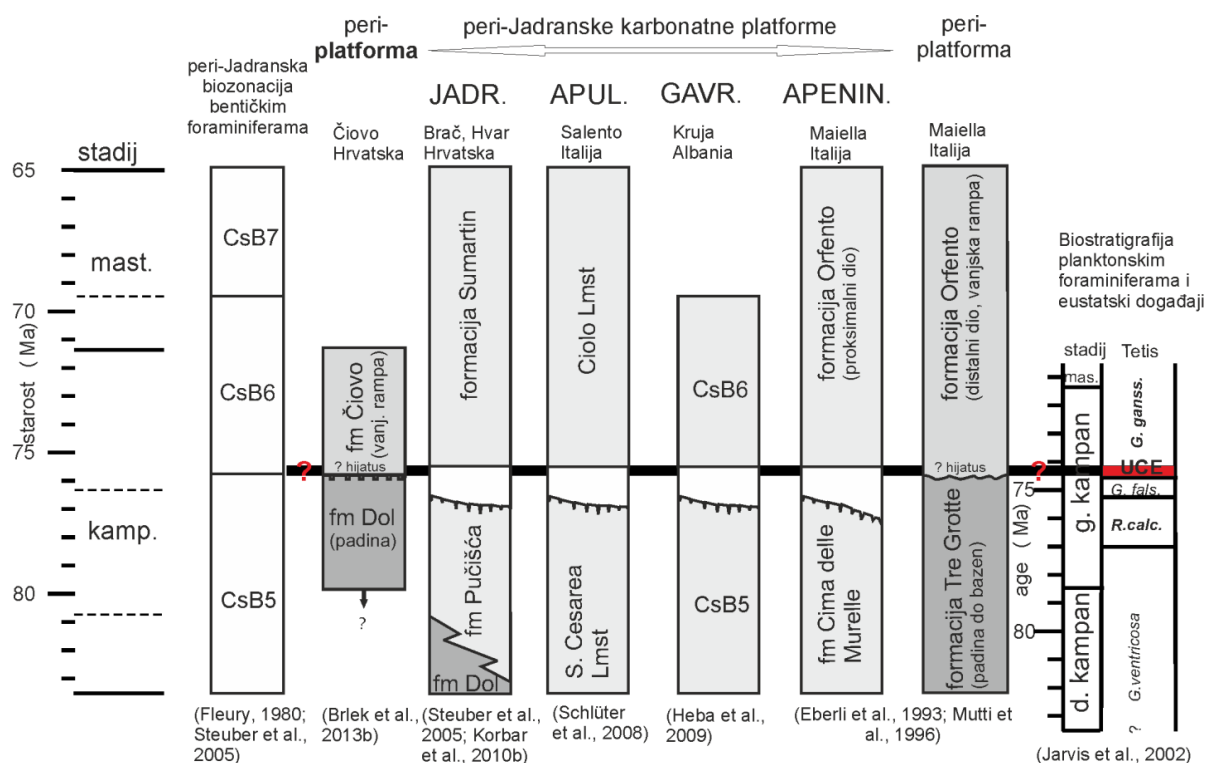 peri-
platforma
peri-Jadranske karbonatne platforme
peri-
platforma
peri-Jadranska
biozonacija
bentičkim
foraminiferama
JADR.
APUL.
GAVR.
APENIN.
stadij
Čiovo
Hrvatska
Brač, Hvar
Hrvatska
Salento
Italija
Kruja
Albania
Maiella
Italija
Maiella
Italija
65
70
75
80
starost ( Ma)
mast.
kamp.
CsB7
CsB6
CsB5
fm Čiovo
(vanj. rampa)
? hijatus
fm Dol
(padina)
?
formacija Sumartin
fm Pučišća
fm Dol
Ciolo Lmst
S. Cesarea
Lmst
CsB6
CsB5
formacija Orfento
(proksimalni dio)
fm Cima delle
Murelle
formacija Orfento
(distalni dio, vanjska rampa)
? hijatus
formacija Tre Grotte
(padina do bazen)
?
?
Biostratigrafija
planktonskim
foraminiferama i
eustatski događaji
stadij
Tetis
mas.
g. kampan
d. kampan
75
80
age ( Ma)
G. ganss.
UCE
G. fals.
R.calc.
G.ventricosa
?
(Fleury, 1980;
Steuber et al.,
2005)
(Brlek et al.,
2013b)
(Steuber et al.,
2005; Korbar
et al., 2010b)
(Schlüter
et al., 2008)
(Heba et al.,
2009)
(Eberli et al., 1993; Mutti et
al., 1996)
(Jarvis et al., 2002)